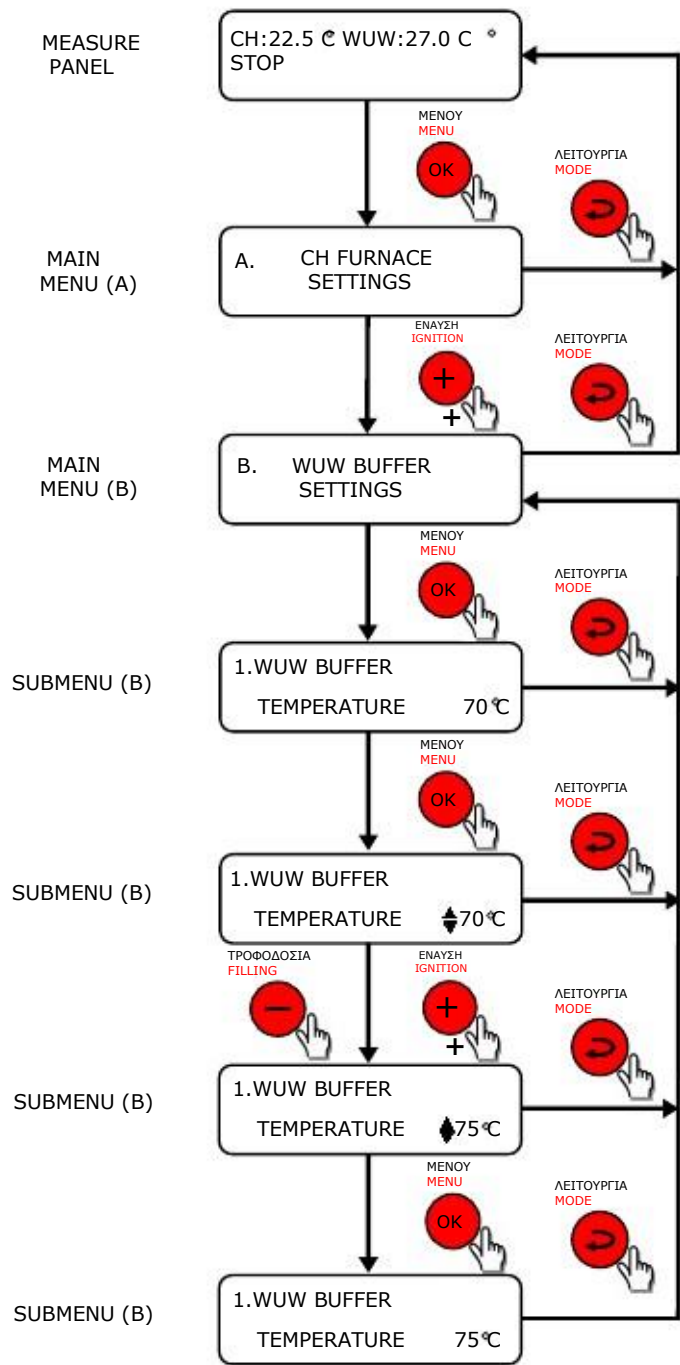 MEASURE
PANEL
CH:22.5 °C WUW:27.0 C °
STOP
ΜΕΝΟΥ
MENU
OK
ΛΕΙΤΟΥΡΓΙΑ
MODE
MAIN
MENU (A)
A. CH FURNACE
SETTINGS
ΕΝΑΥΣΗ
IGNITION
+
+
ΛΕΙΤΟΥΡΓΙΑ
MODE
MAIN
MENU (B)
B. WUW BUFFER
SETTINGS
ΜΕΝΟΥ
MENU
OK
ΛΕΙΤΟΥΡΓΙΑ
MODE
SUBMENU (B)
1.WUW BUFFER
TEMPERATURE 70°C
ΜΕΝΟΥ
MENU
OK
ΛΕΙΤΟΥΡΓΙΑ
MODE
SUBMENU (B)
1.WUW BUFFER
TEMPERATURE 70°C
ΤΡΟΦΟΔΟΣΙΑ
FILLING
−
ΕΝΑΥΣΗ
IGNITION
+
+
ΛΕΙΤΟΥΡΓΙΑ
MODE
SUBMENU (B)
1.WUW BUFFER
TEMPERATURE 75°C
ΜΕΝΟΥ
MENU
OK
ΛΕΙΤΟΥΡΓΙΑ
MODE
SUBMENU (B)
1.WUW BUFFER
TEMPERATURE 75°C